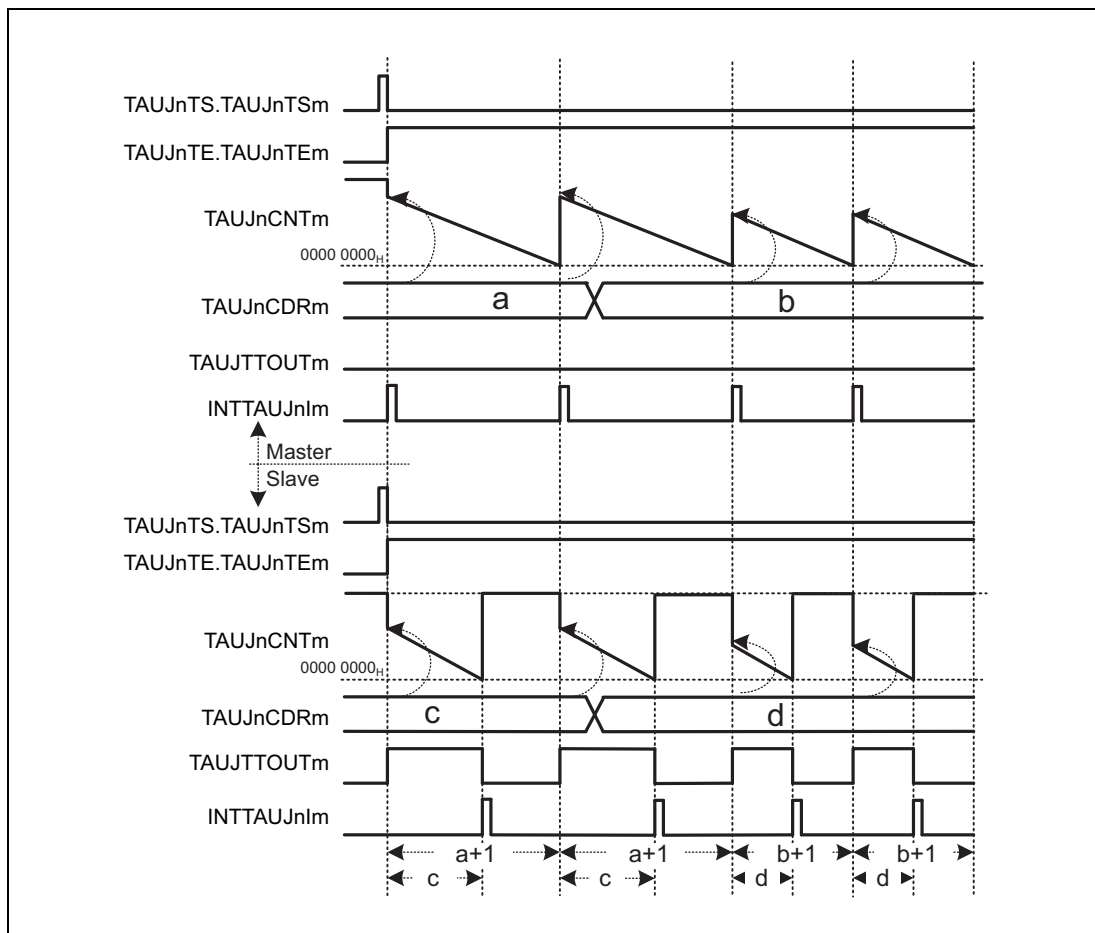 TAUJnTS.TAUJnTSm
TAUJnTE.TAUJnTEm
TAUJnCNTm
0000 0000H
a
b
TAUJnCDRm
TAUJTTOUTm
INTTAUJnIm
Master
Slave
TAUJnTS.TAUJnTSm
TAUJnTE.TAUJnTEm
TAUJnCNTm
0000 0000H
c
d
TAUJnCDRm
TAUJTTOUTm
INTTAUJnIm
a+1 a+1 b+1 b+1
c c d d